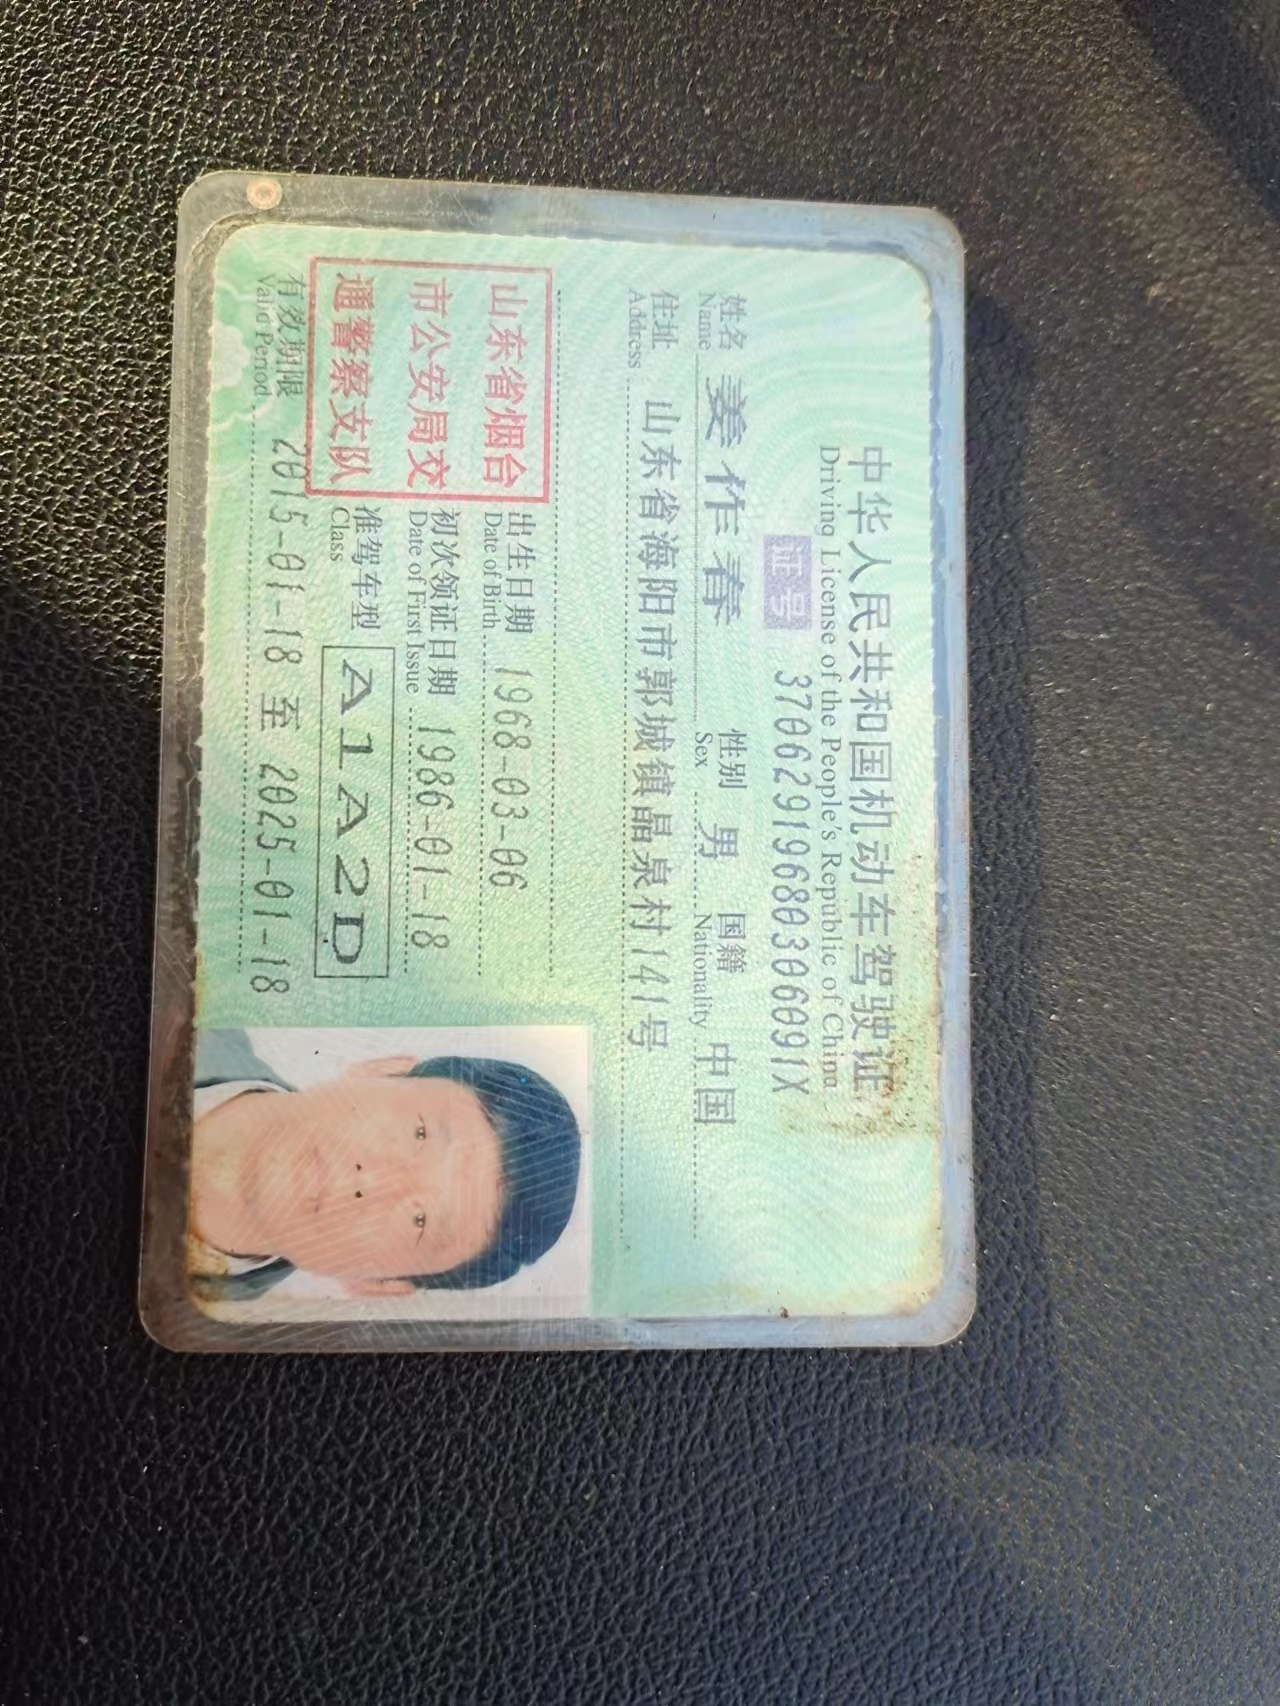 中华人民共和国机动车驾驶证
Driving License of the People's Republic of China
证号 37062919680306091X
姓名 姜作春 性别 男 国籍 中国
Name Sex Nationality
住址 山东省海阳市郭城镇晶泉村141号
Address
山东省烟台
市公安局交
通警察支队
出生日期 1968-03-06
Date of Birth
初次领证日期 1986-01-18
Date of First Issue
准驾车型 A1A2D
Class
有效期限 2015-01-18 至 2025-01-18
Valid Period